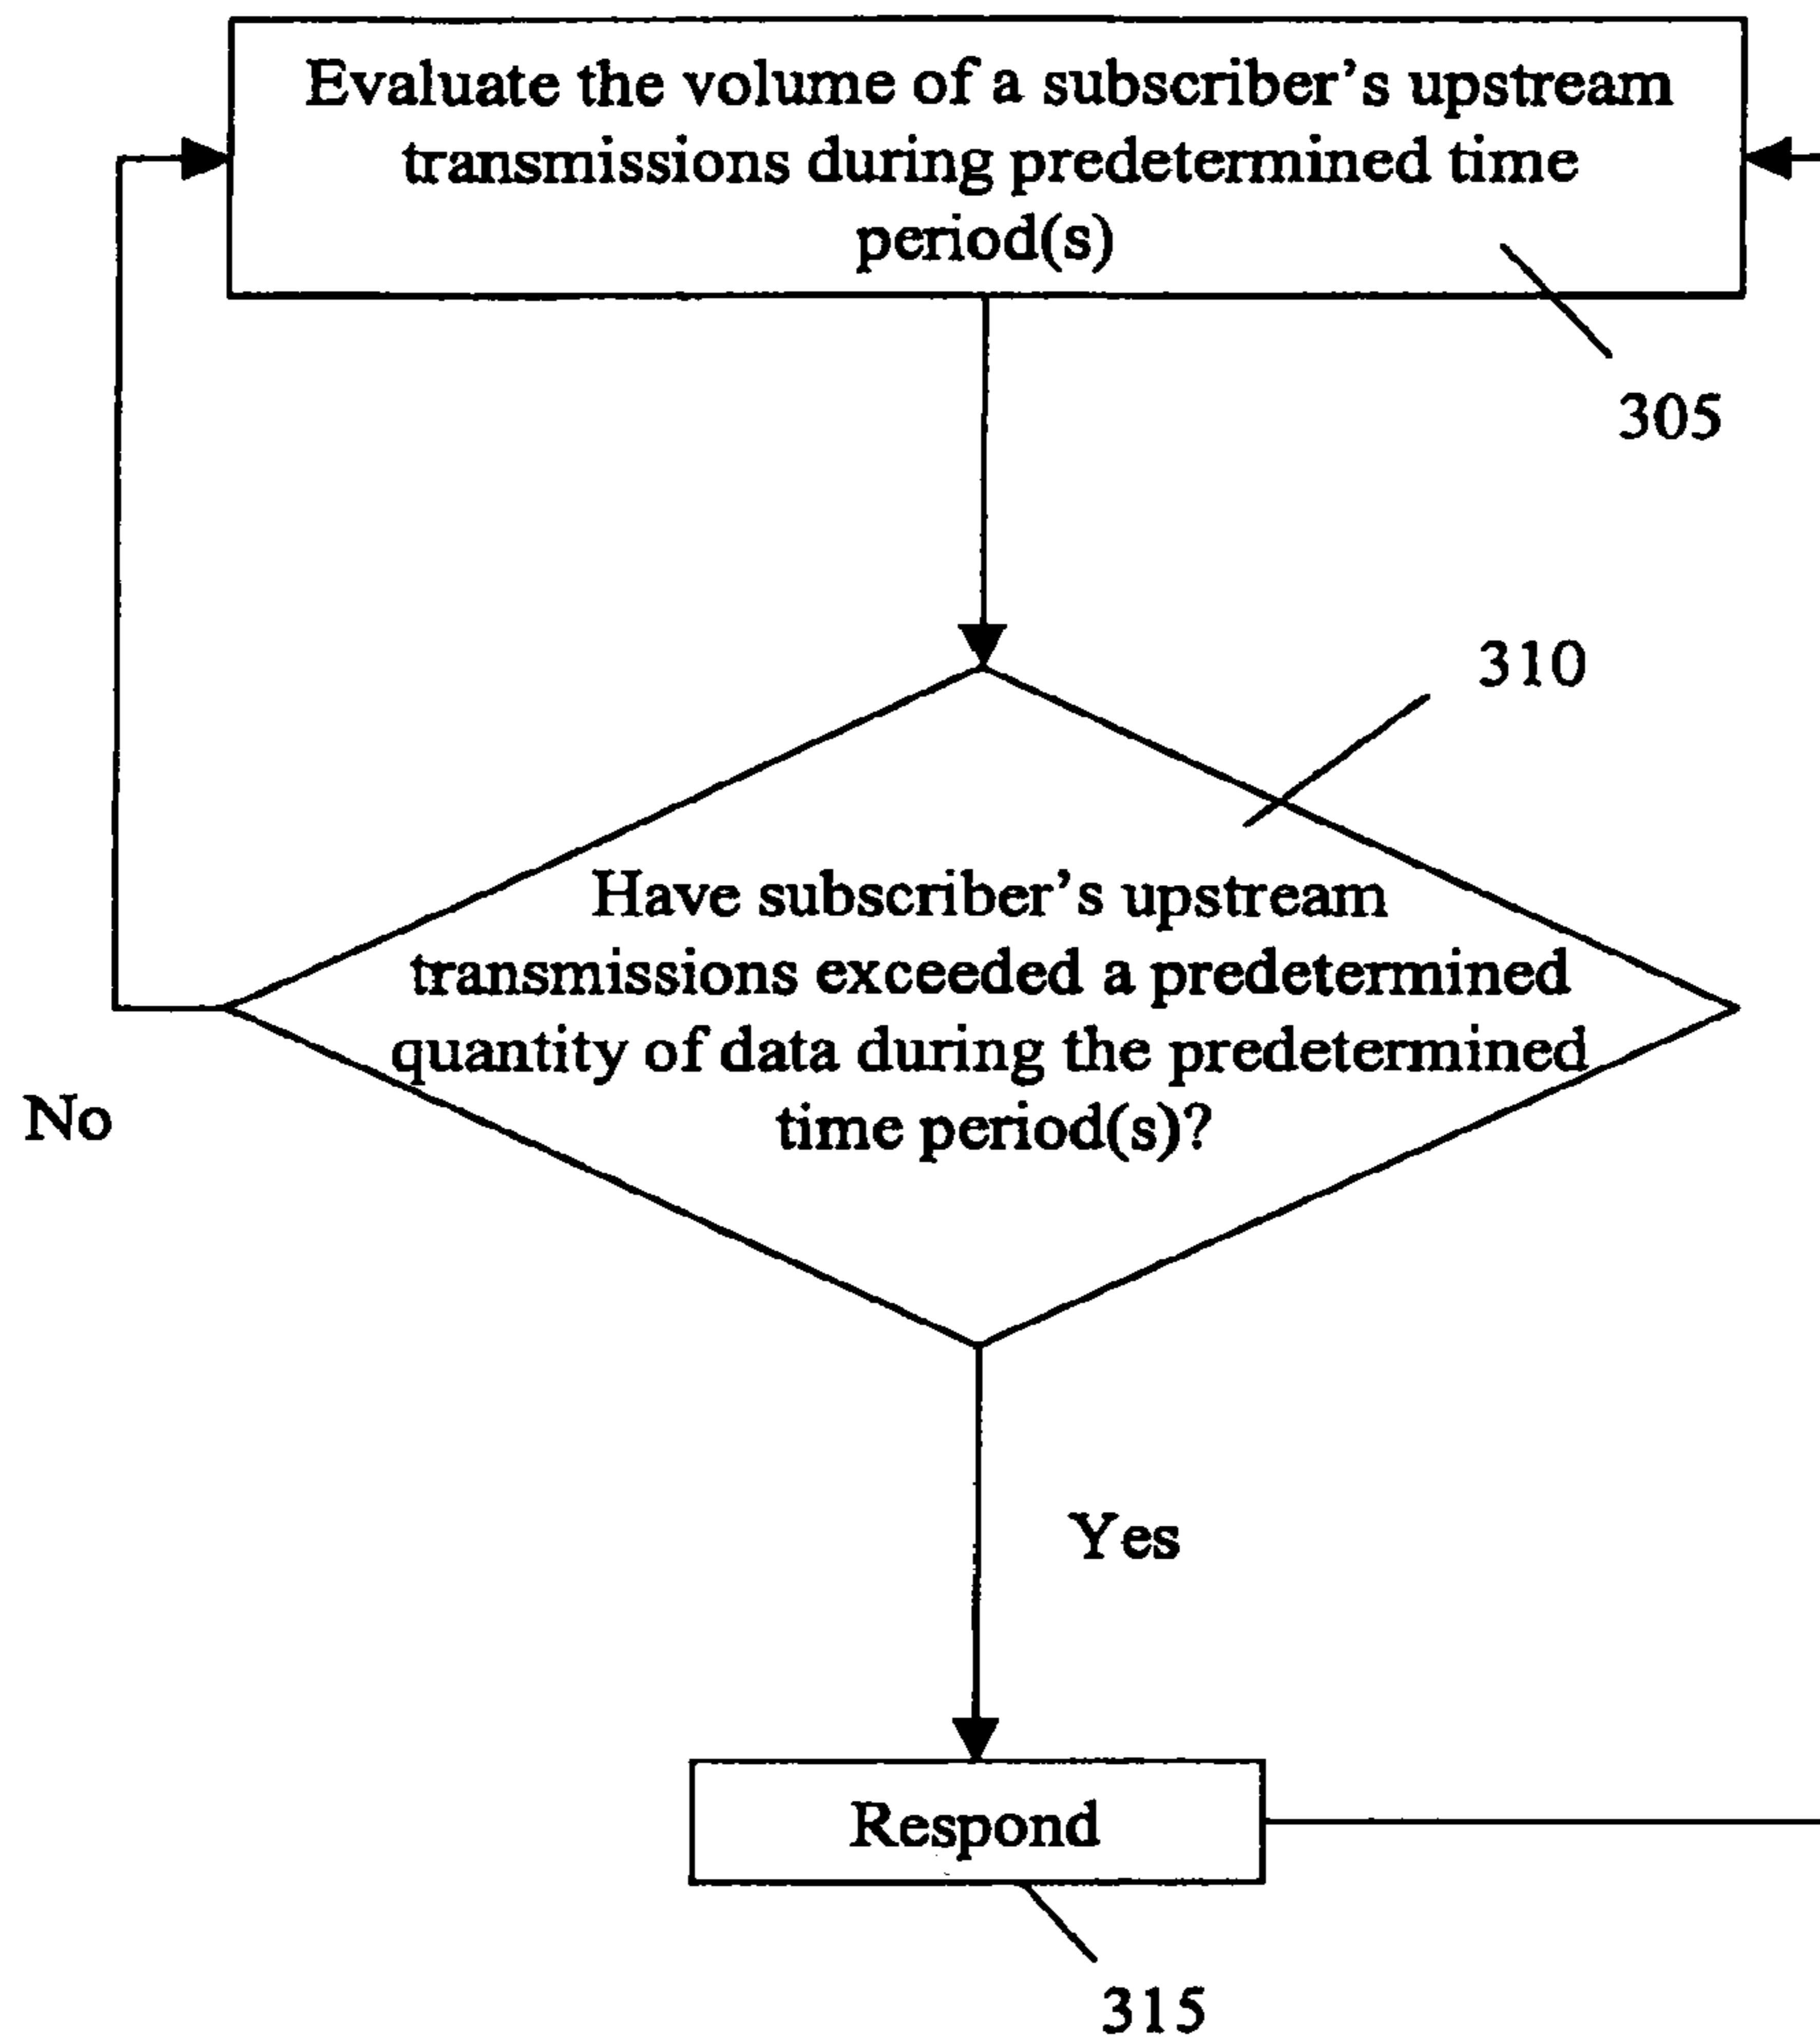 Evaluate the volume of a subscriber's upstream
transmissions during predetermined time
period(s)
305
310
Have subscriber's upstream
transmissions exceeded a predetermined
quantity of data during the predetermined
time period(s)?
No
Yes
Respond
315